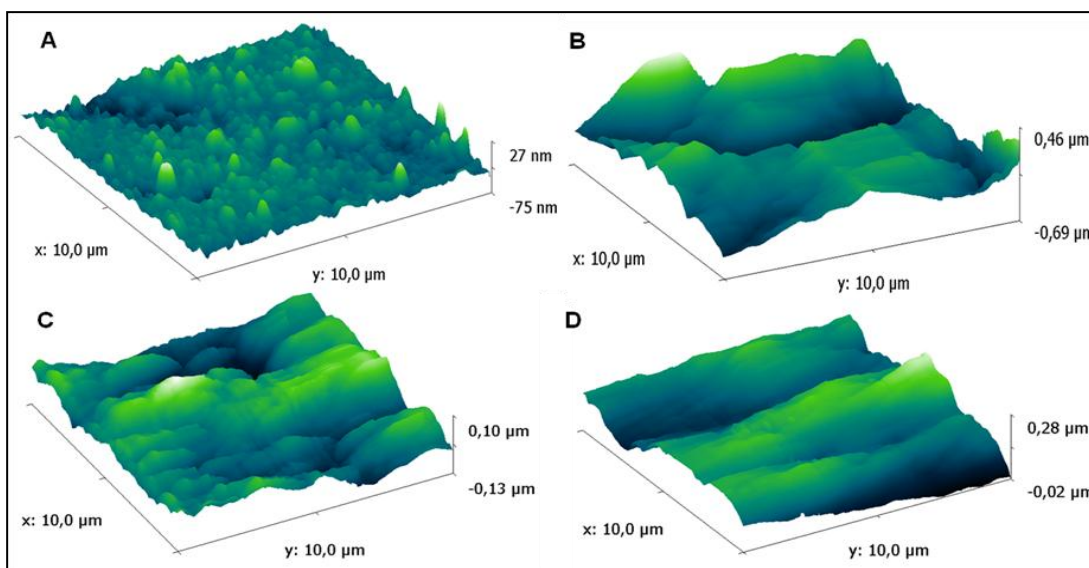 A
27 nm
-75 nm
x: 10,0 µm
y: 10,0 µm
B
0,46 µm
-0,69 µm
x: 10,0 µm
y: 10,0 µm
C
0,10 µm
-0,13 µm
x: 10,0 µm
y: 10,0 µm
D
0,28 µm
-0,02 µm
x: 10,0 µm
y: 10,0 µm